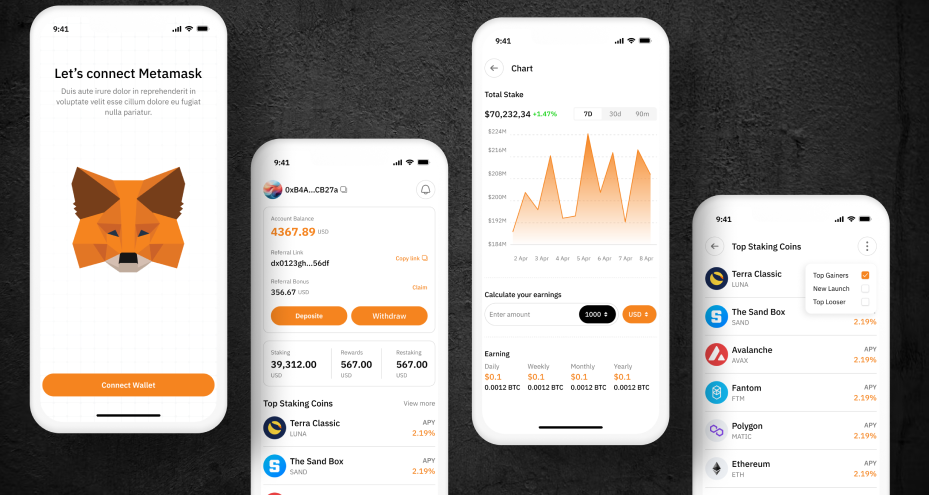 9:41
Let's connect Metamask
Duis aute irure dolor in reprehenderit in
voluptate velit esse cillum dolore eu fugiat
nulla pariatur.
Connect Wallet
9:41
0xB4A...CB27a
Account Balance
4367.89 USD
Referral Link
dx0123gh...56df
Copy link
Referral Bonus
356.67 USD
Claim
Deposite
Withdraw
Staking
39,312.00
USD
Rewards
567.00
USD
Restaking
567.00
USD
Top Staking Coins
View more
Terra Classic
LUNA
APY
2.19%
The Sand Box
SAND
APY
2.19%
9:41
Chart
Total Stake
$70,232,34 +1.47%
7D 30d 90m
$224M
$216M
$208M
$200M
$192M
$184M
2 Apr 3 Apr 4 Apr 5 Apr 6 Apr 7 Apr 8 Apr
Calculate your earnings
Enter amount
1000
USD
Earning
Daily
$0.1
0.0012 BTC
Weekly
$0.1
0.0012 BTC
Monthly
$0.1
0.0012 BTC
Yearly
$0.1
0.0012 BTC
9:41
Top Staking Coins
Top Gainers
New Launch
Top Looser
Terra Classic
LUNA
The Sand Box
SAND
2.19%
Avalanche
AVAX
APY
2.19%
Fantom
FTM
APY
2.19%
Polygon
MATIC
APY
2.19%
Ethereum
ETH
APY
2.19%